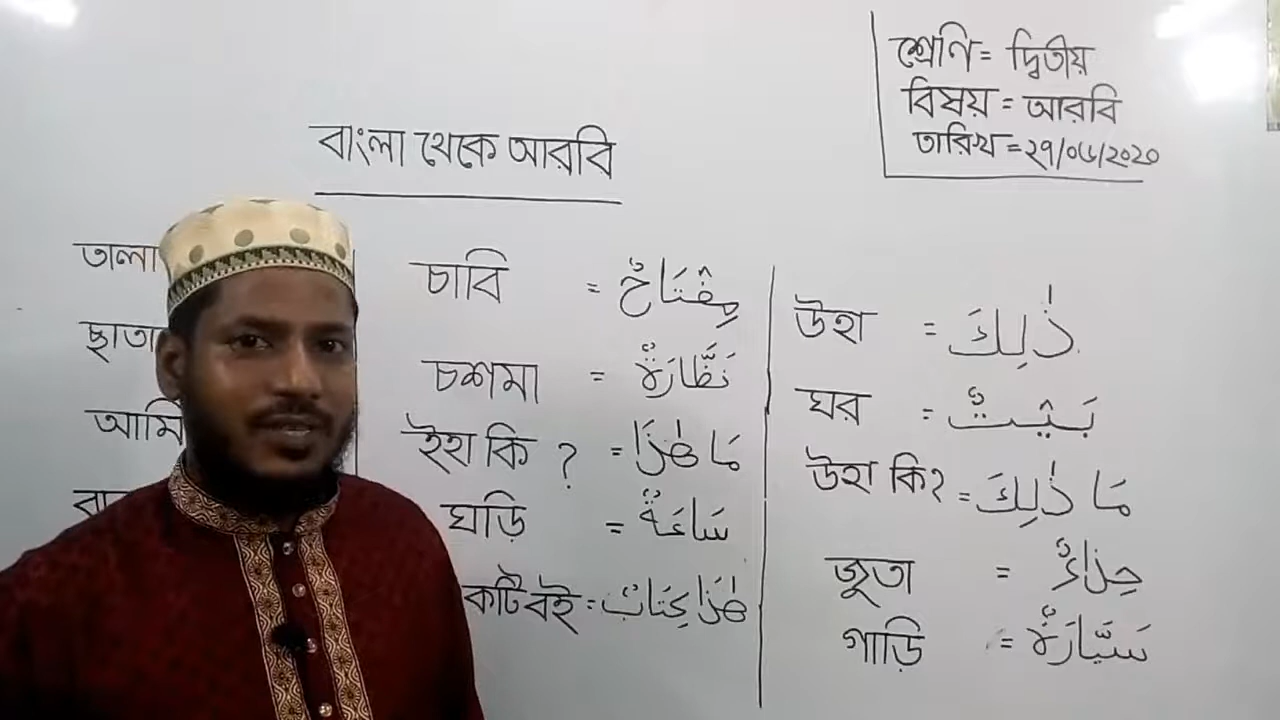 শ্রেণি = দ্বিতীয়
বিষয় = আরবি
তারিখ = ২৭/০৬/২০২০
বাংলা থেকে আরবি
তালা
ছাতা
আমি
চাবি = مِفْتَاحٌ
চশমা = نَظَّارَةٌ
ইহা কি ? = مَا هٰذَا
ঘড়ি = سَاعَةٌ
কটি বই = هٰذَا كِتَابٌ
উহা = ذٰلِكَ
ঘর = بَيْتٌ
উহা কি? = مَا ذٰلِكَ
জুতা = حِذَاءٌ
গাড়ি = سَيَّارَةٌ